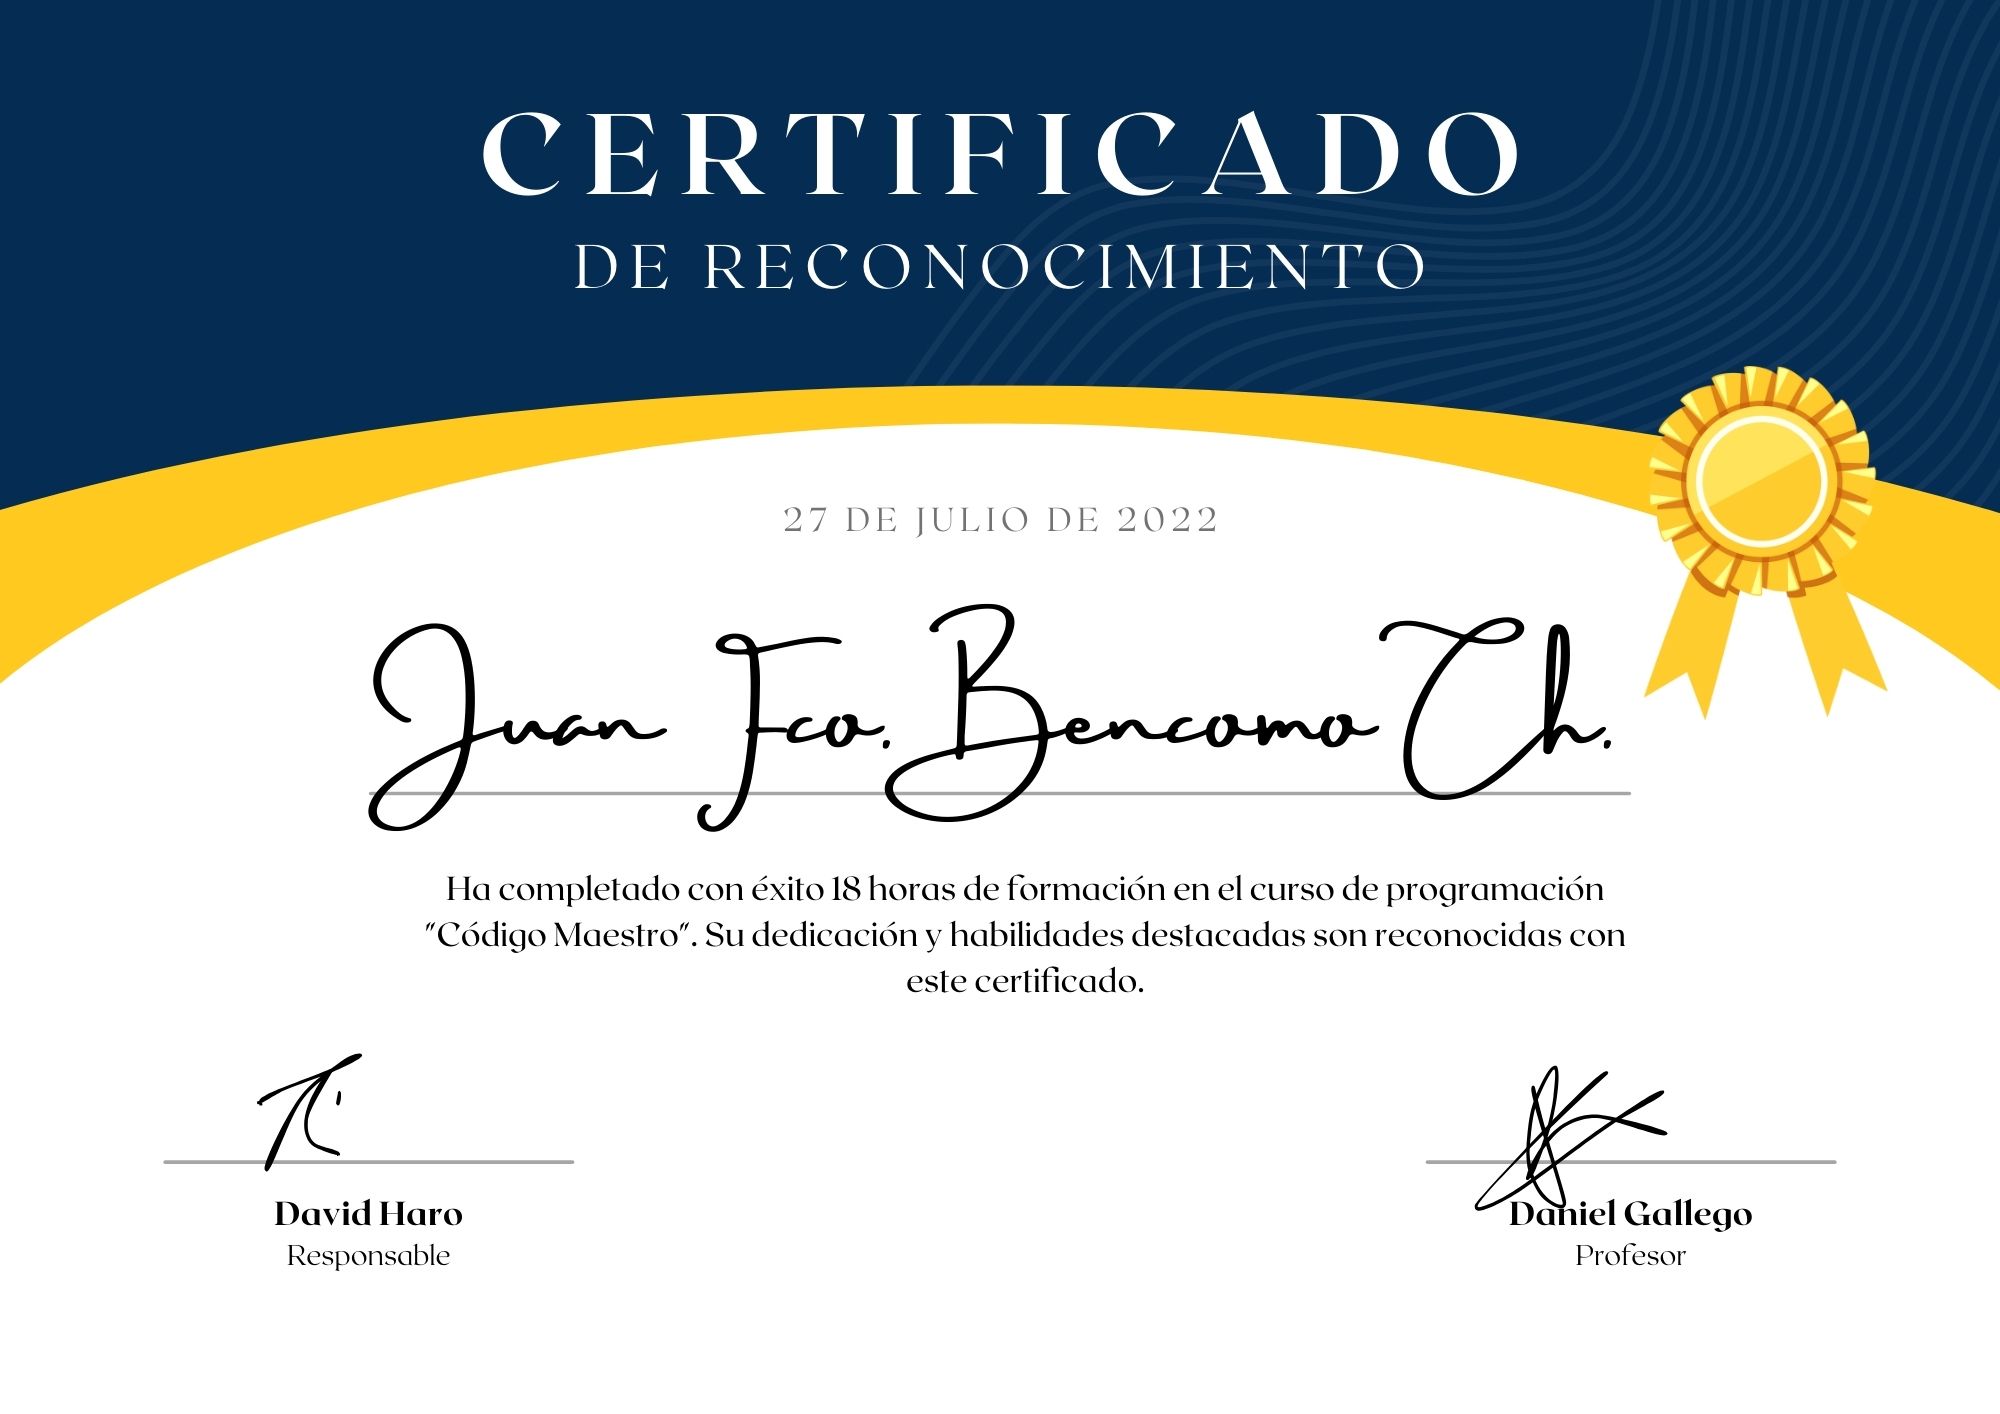 CERTIFICADO
DE RECONOCIMIENTO
27 DE JULIO DE 2022
Juan Fco. Bencomo Ch.
Ha completado con éxito 18 horas de formación en el curso de programación
"Código Maestro". Su dedicación y habilidades destacadas son reconocidas con
este certificado.
David Haro
Responsable
Daniel Gallego
Profesor